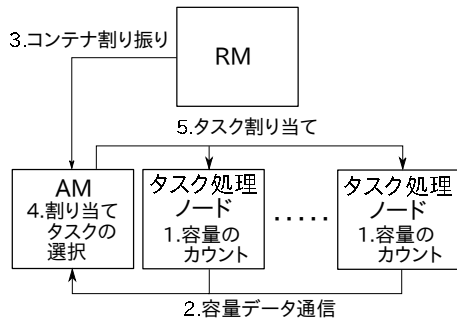 3.コンテナ割り振り
RM
5.タスク割り当て
AM
4.割り当て
タスクの
選択
タスク処理
ノード
1.容量の
カウント
.....
タスク処理
ノード
1.容量の
カウント
2.容量データ通信